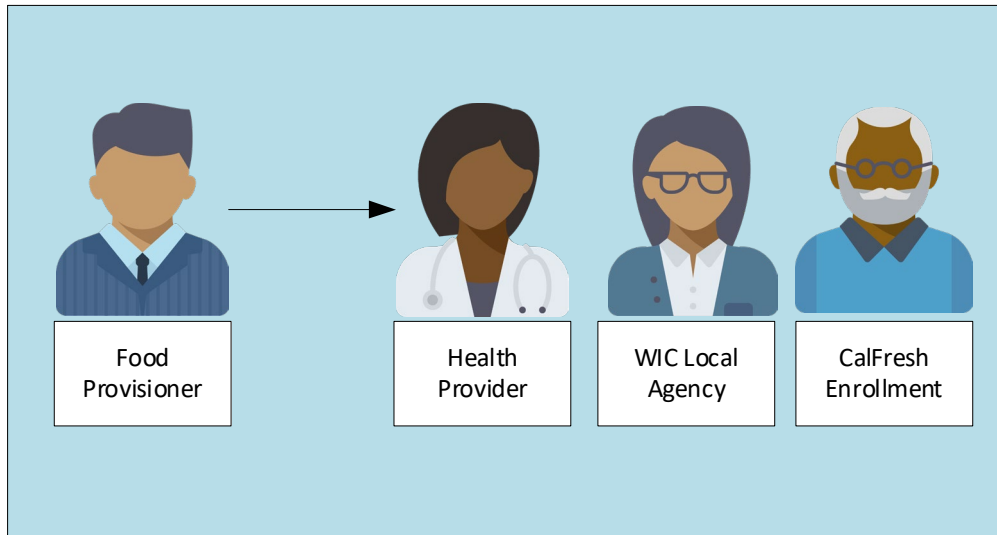 Food
Provisioner
Health
Provider
WIC Local
Agency
CalFresh
Enrollment